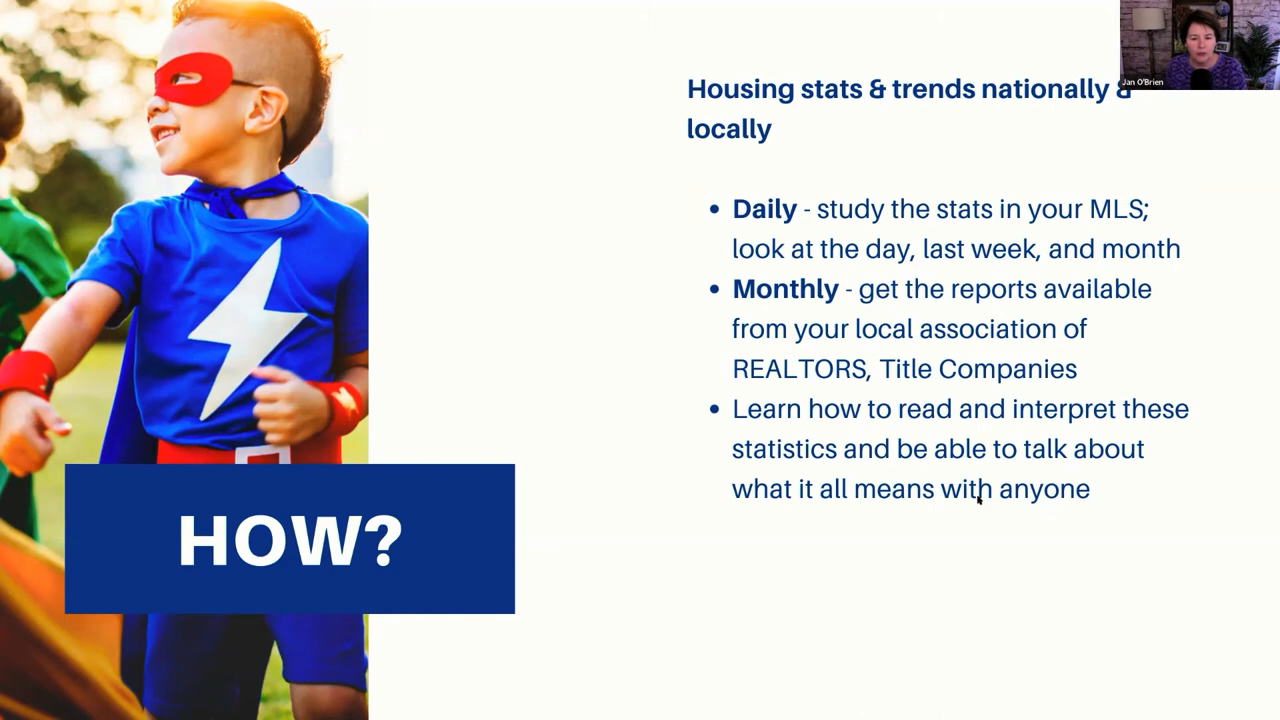 Jan O'Brien
Housing stats & trends nationally &
locally
• Daily - study the stats in your MLS;
look at the day, last week, and month
• Monthly - get the reports available
from your local association of
REALTORS, Title Companies
• Learn how to read and interpret these
statistics and be able to talk about
what it all means with anyone
HOW?